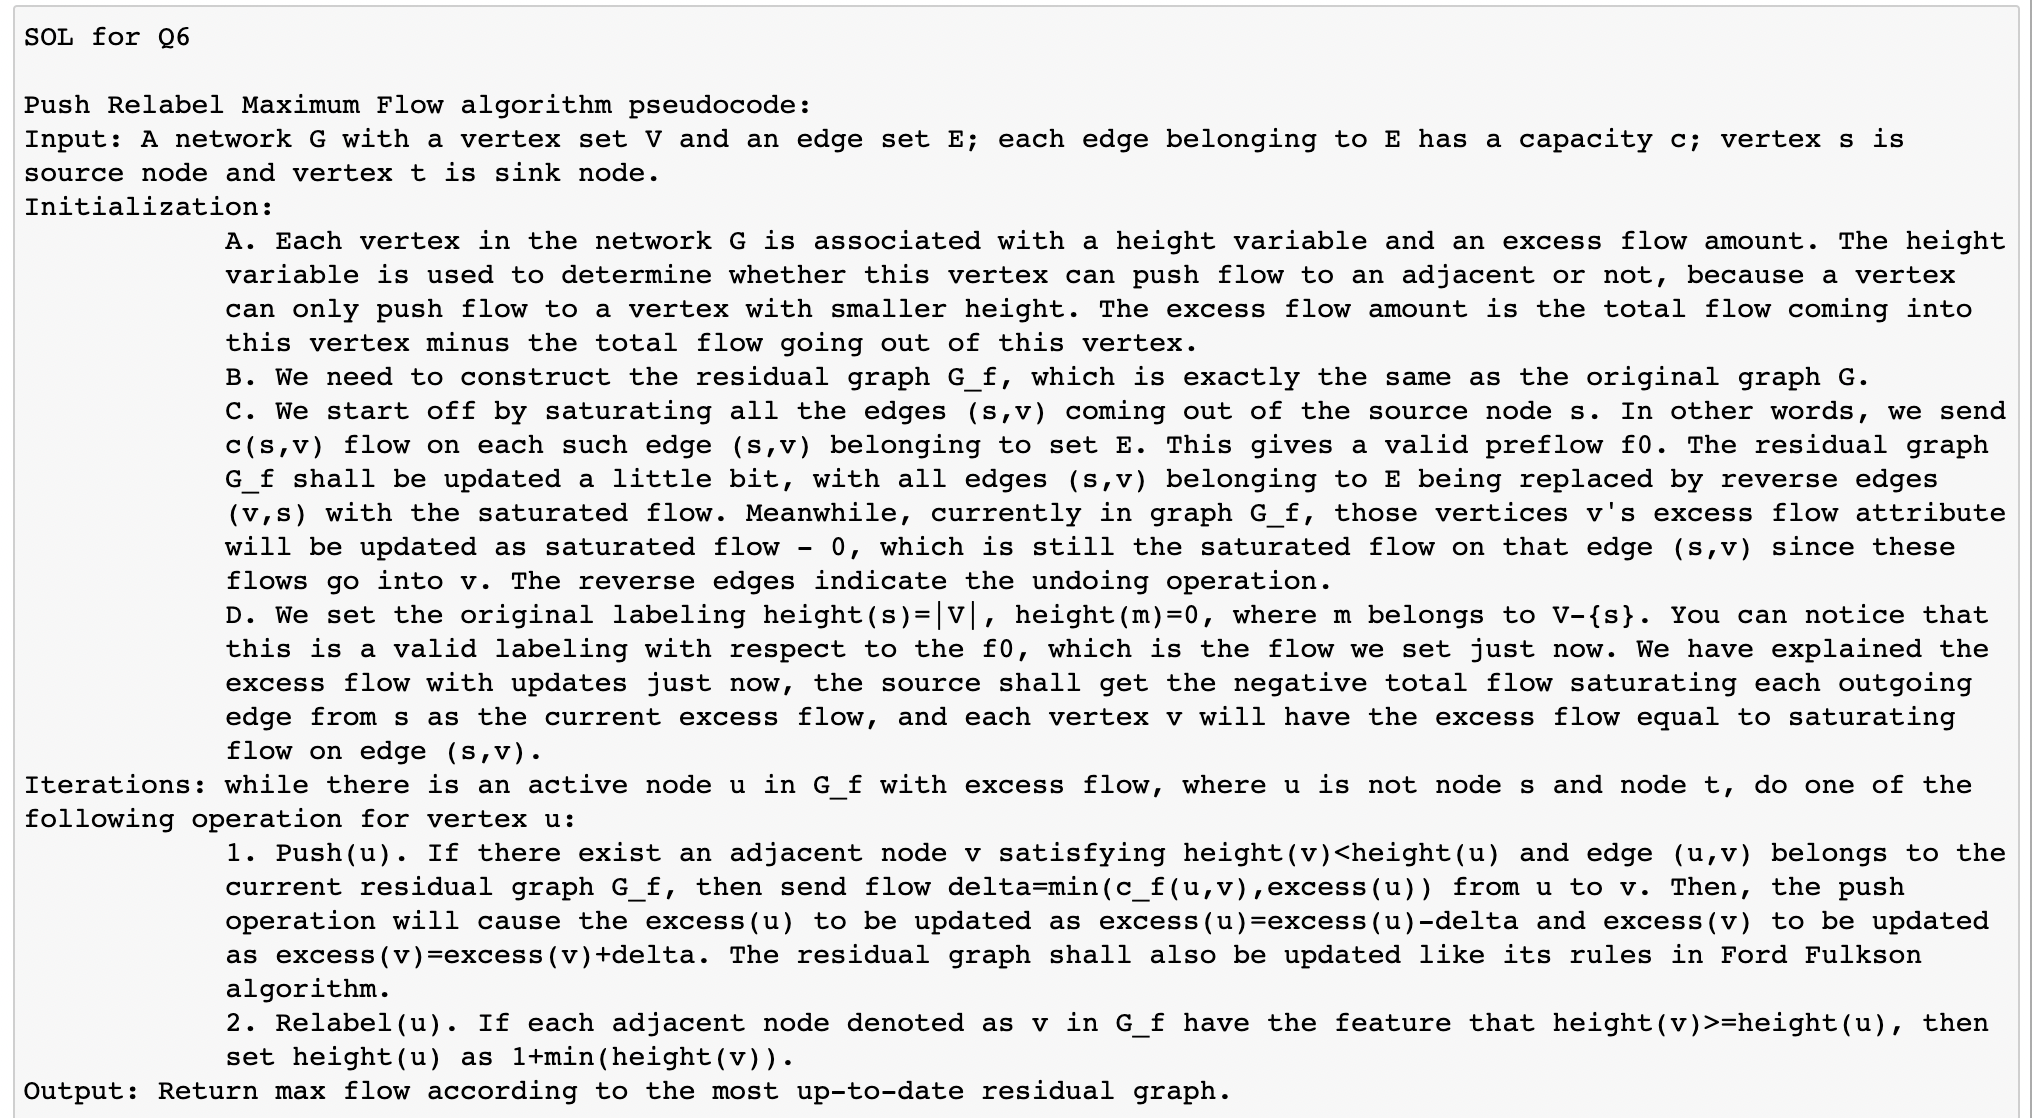 SOL for Q6
Push Relabel Maximum Flow algorithm pseudocode:
Input: A network G with a vertex set V and an edge set E; each edge belonging to E has a capacity c; vertex s is
source node and vertex t is sink node.
Initialization:
A. Each vertex in the network G is associated with a height variable and an excess flow amount. The height
variable is used to determine whether this vertex can push flow to an adjacent or not, because a vertex
can only push flow to a vertex with smaller height. The excess flow amount is the total flow coming into
this vertex minus the total flow going out of this vertex.
B. We need to construct the residual graph G_f, which is exactly the same as the original graph G.
C. We start off by saturating all the edges (s,v) coming out of the source node s. In other words, we send
c(s,v) flow on each such edge (s,v) belonging to set E. This gives a valid preflow f0. The residual graph
G_f shall be updated a little bit, with all edges (s,v) belonging to E being replaced by reverse edges
(v,s) with the saturated flow. Meanwhile, currently in graph G_f, those vertices v's excess flow attribute
will be updated as saturated flow - 0, which is still the saturated flow on that edge (s,v) since these
flows go into v. The reverse edges indicate the undoing operation.
D. We set the original labeling height(s)=|V|, height(m)=0, where m belongs to V-{s}. You can notice that
this is a valid labeling with respect to the f0, which is the flow we set just now. We have explained the
excess flow with updates just now, the source shall get the negative total flow saturating each outgoing
edge from s as the current excess flow, and each vertex v will have the excess flow equal to saturating
flow on edge (s,v).
Iterations: while there is an active node u in G_f with excess flow, where u is not node s and node t, do one of the
following operation for vertex u:
1. Push(u). If there exist an adjacent node v satisfying height(v)<height(u) and edge (u,v) belongs to the
current residual graph G_f, then send flow delta=min(c_f(u,v),excess(u)) from u to v. Then, the push
operation will cause the excess(u) to be updated as excess(u)=excess(u)-delta and excess(v) to be updated
as excess(v)=excess(v)+delta. The residual graph shall also be updated like its rules in Ford Fulkson
algorithm.
2. Relabel(u). If each adjacent node denoted as v in G_f have the feature that height(v)>=height(u), then
set height(u) as 1+min(height(v)).
Output: Return max flow according to the most up-to-date residual graph.